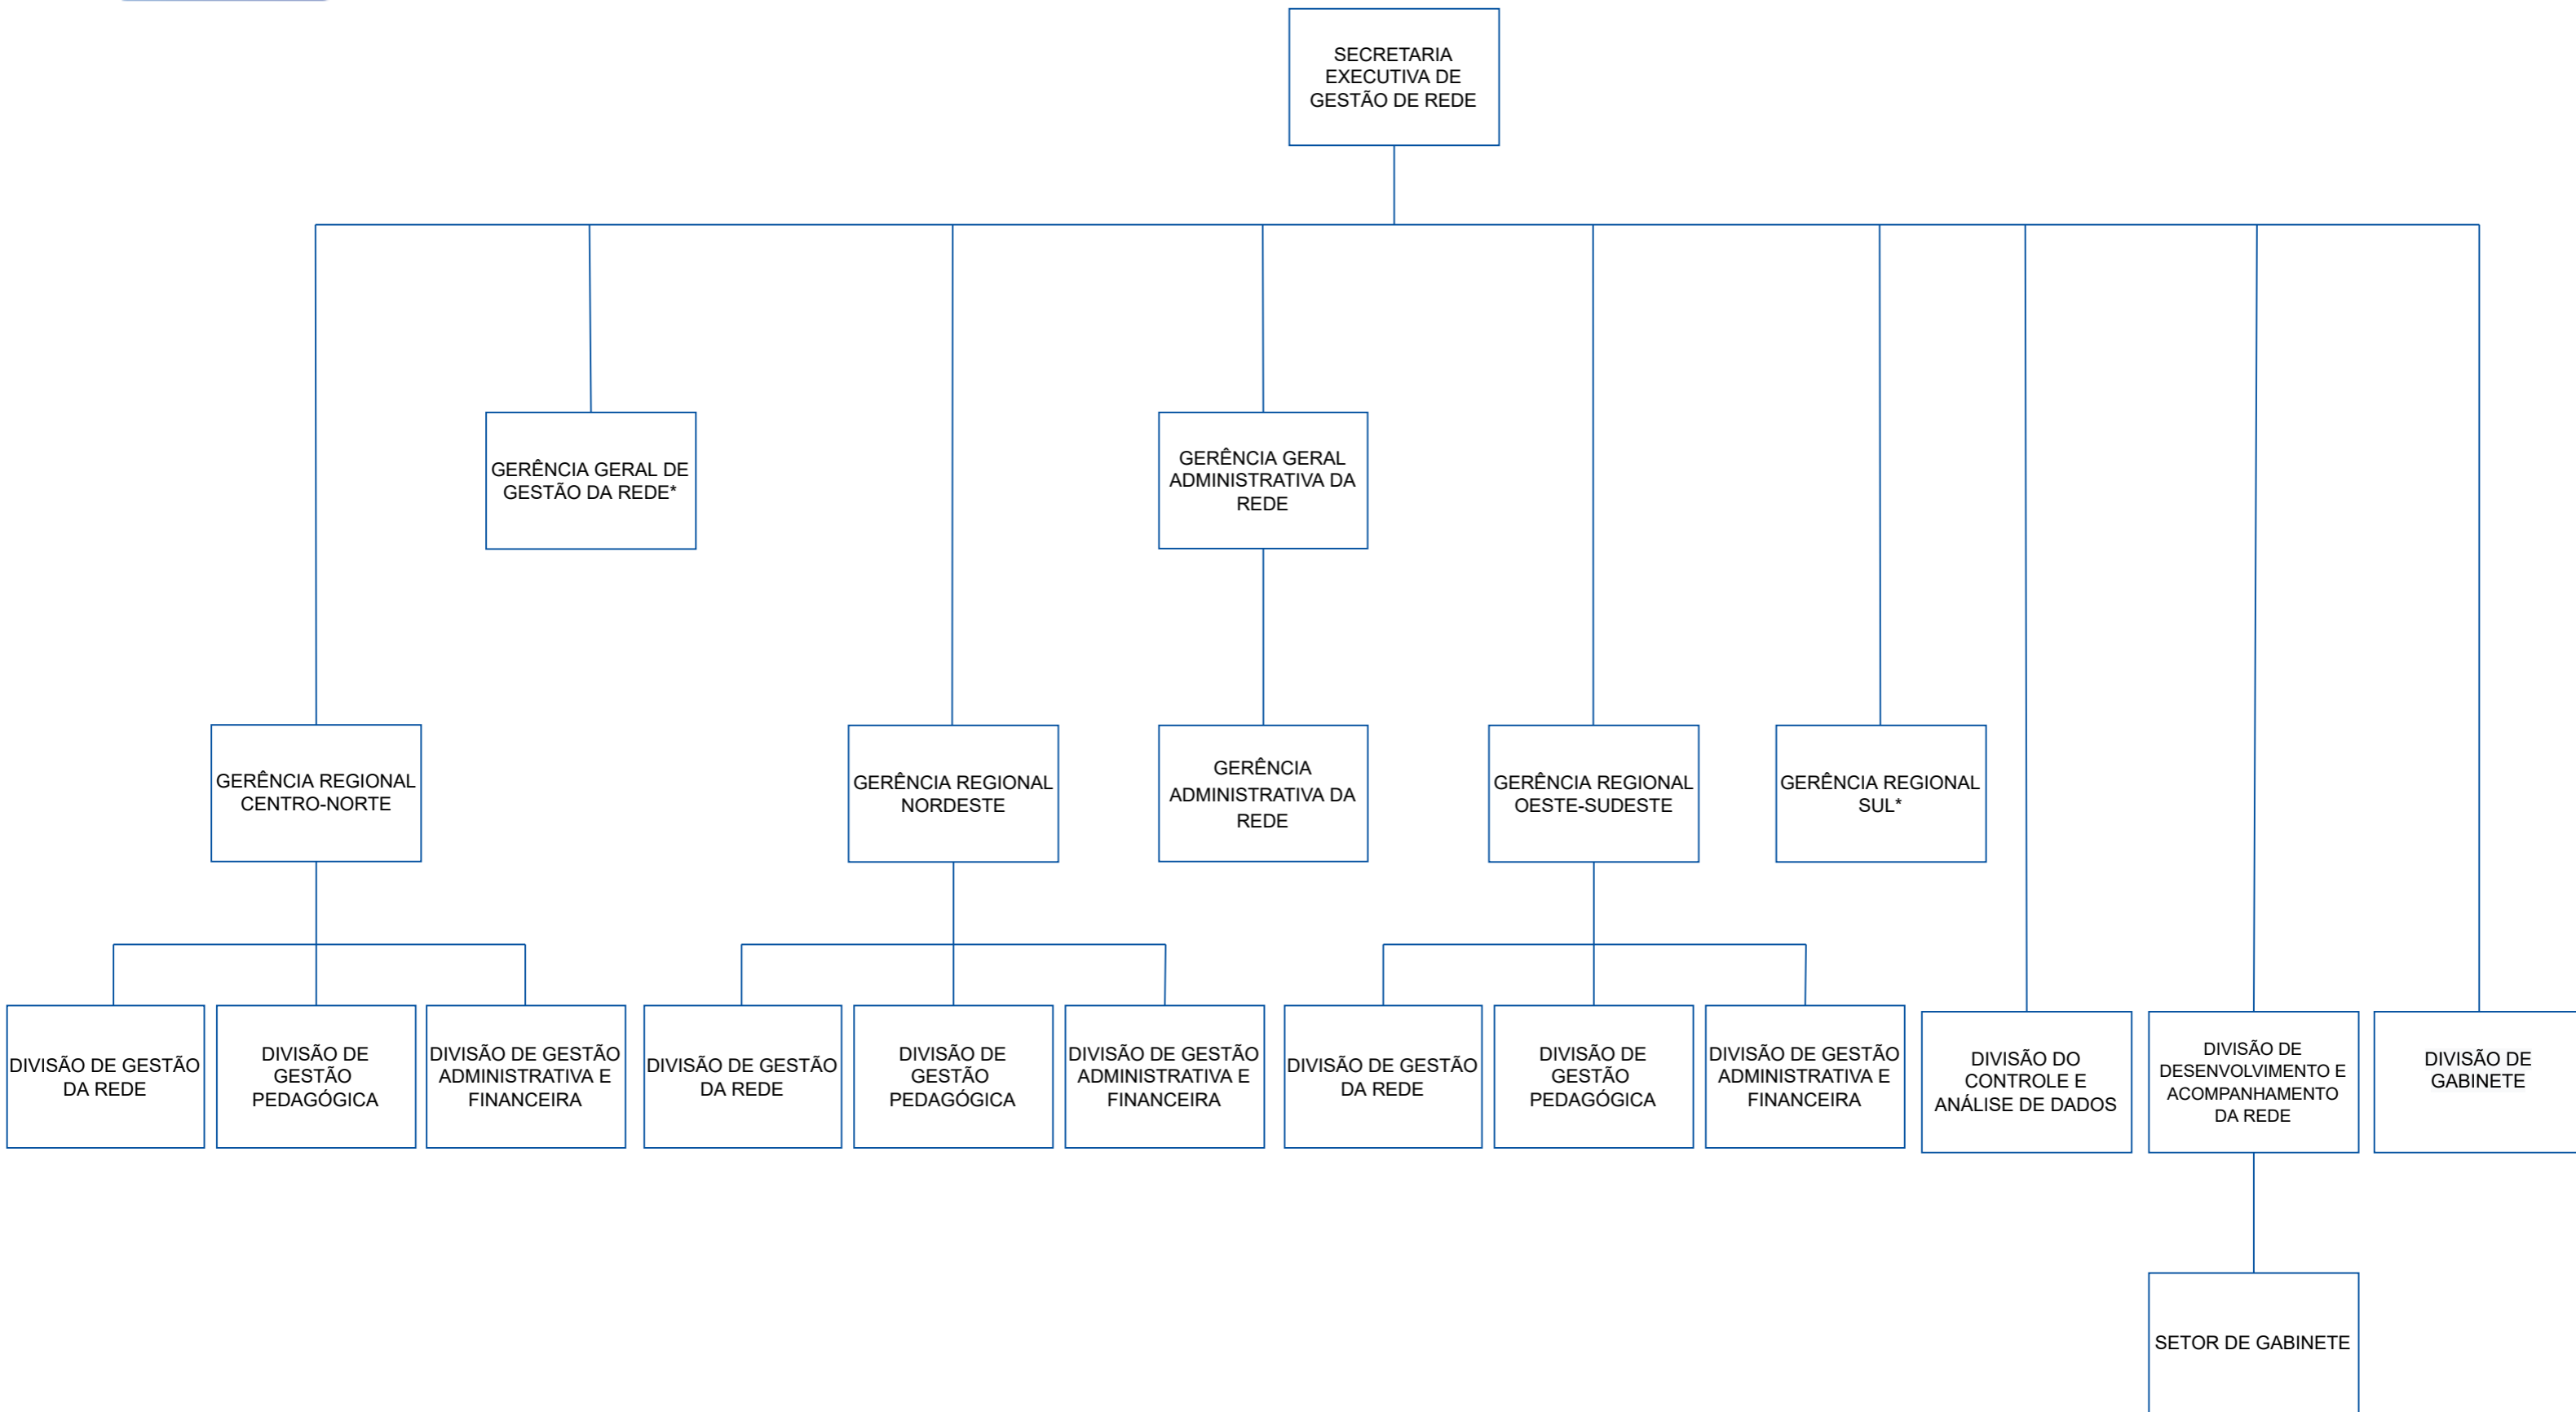 SECRETARIA
EXECUTIVA DE
GESTÃO DE REDE
GERÊNCIA GERAL DE
GESTÃO DA REDE*
GERÊNCIA GERAL
ADMINISTRATIVA DA
REDE
GERÊNCIA REGIONAL
CENTRO-NORTE
GERÊNCIA REGIONAL
NORDESTE
GERÊNCIA
ADMINISTRATIVA DA
REDE
GERÊNCIA REGIONAL
OESTE-SUDESTE
GERÊNCIA REGIONAL
SUL*
DIVISÃO DE GESTÃO
DA REDE
DIVISÃO DE
GESTÃO
PEDAGÓGICA
DIVISÃO DE GESTÃO
ADMINISTRATIVA E
FINANCEIRA
DIVISÃO DE GESTÃO
DA REDE
DIVISÃO DE
GESTÃO
PEDAGÓGICA
DIVISÃO DE GESTÃO
ADMINISTRATIVA E
FINANCEIRA
DIVISÃO DE GESTÃO
DA REDE
DIVISÃO DE
GESTÃO
PEDAGÓGICA
DIVISÃO DE GESTÃO
ADMINISTRATIVA E
FINANCEIRA
DIVISÃO DO
CONTROLE E
ANÁLISE DE DADOS
DIVISÃO DE
DESENVOLVIMENTO E
ACOMPANHAMENTO
DA REDE
DIVISÃO DE
GABINETE
SETOR DE GABINETE